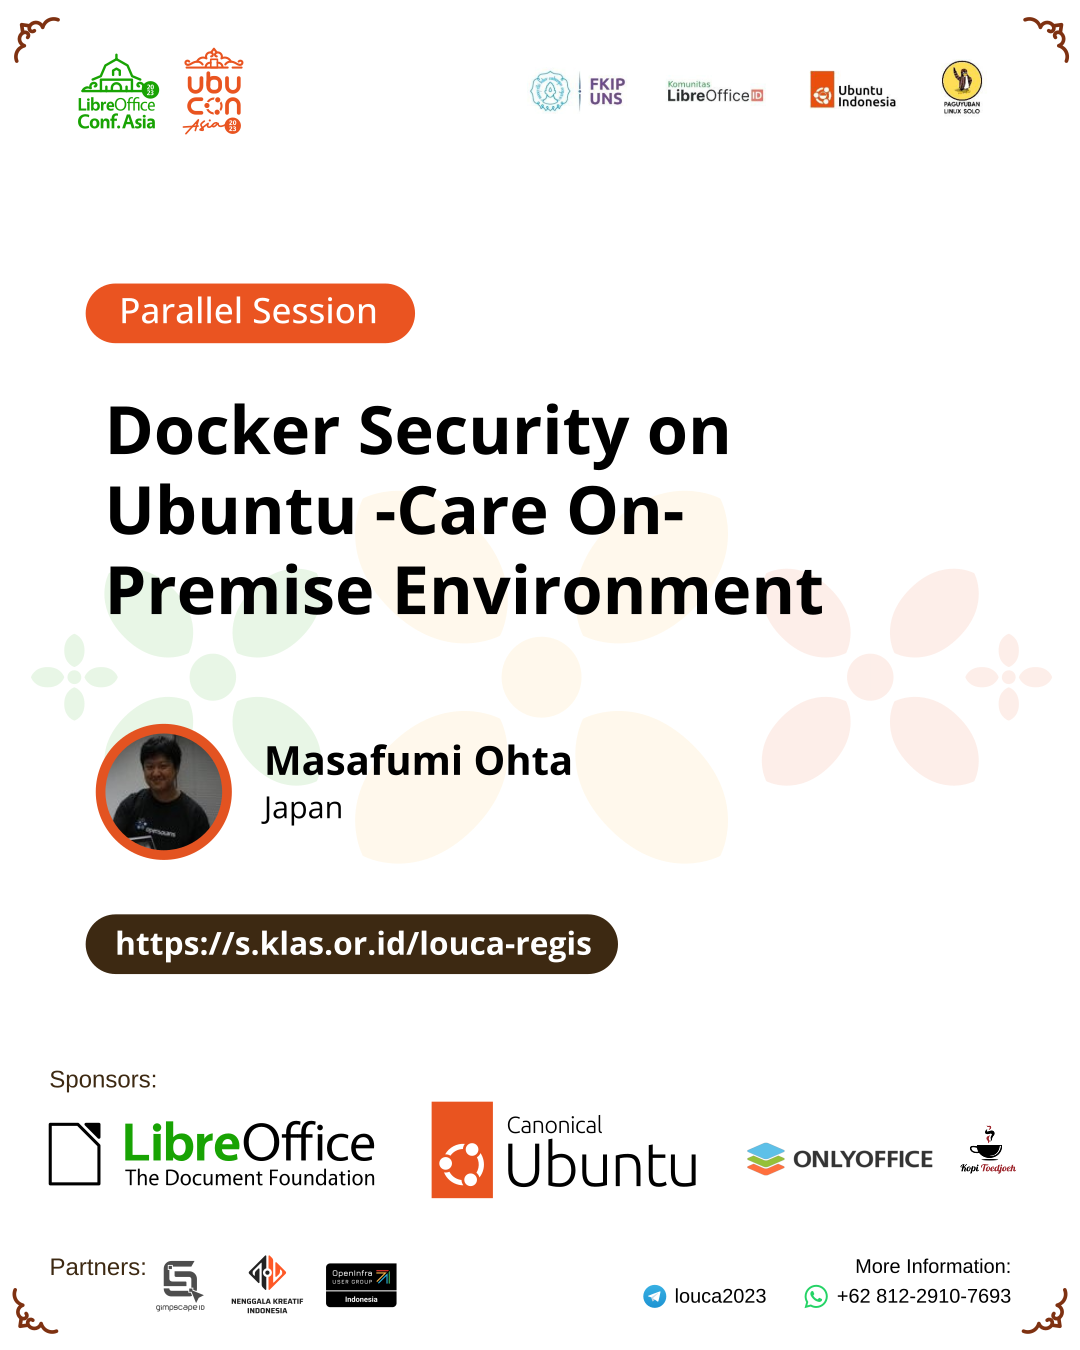 LibreOffice
Conf. Asia
2023
ubu
con
Asia
2023
FKIP
UNS
Komunitas
LibreOffice ID
Ubuntu
Indonesia
PAGUYUBAN
LINUX SOLO
Parallel Session
Docker Security on
Ubuntu -Care On-
Premise Environment
Masafumi Ohta
Japan
opensolaris
https://s.klas.or.id/louca-regis
Sponsors:
LibreOffice
The Document Foundation
Canonical
Ubuntu
ONLYOFFICE
Kopi Toedjoeh
Partners:
gimpscape ID
NENGGALA KREATIF
INDONESIA
OpenInfra
USER GROUP
Indonesia
More Information:
louca2023
+62 812-2910-7693